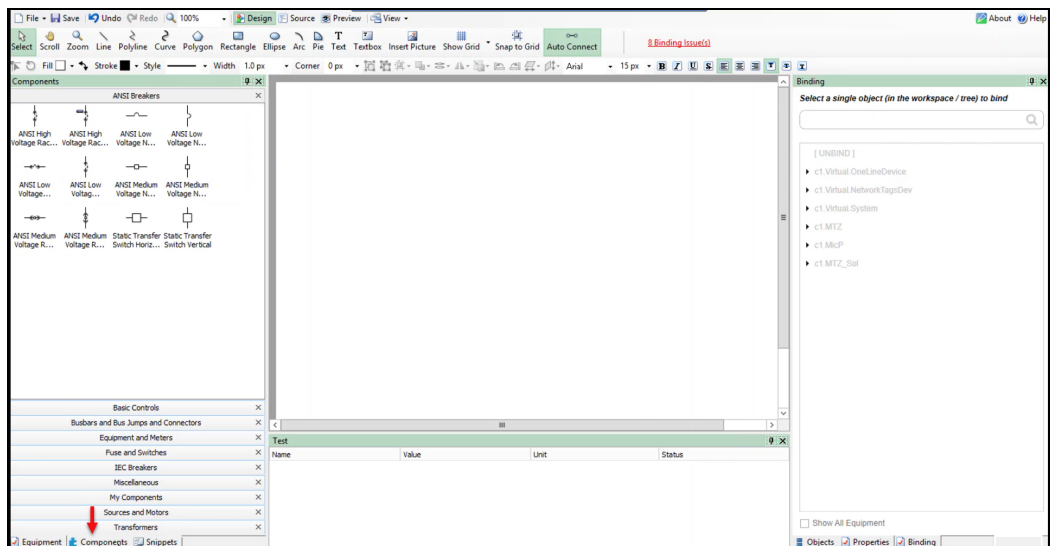 File Save Undo Redo 100% Design Source Preview View About Help
Select Scroll Zoom Line Polyline Curve Polygon Rectangle Ellipse Arc Pie Text Textbox Insert Picture Show Grid Snap to Grid Auto Connect 8 Binding Issue(s)
Fill Stroke Style Width 1.0 px Corner 0 px Arial 15 px B I U S T T T
Components
ANSI Breakers
ANSI High ANSI High ANSI Low ANSI Low
Voltage Rac... Voltage Rac... Voltage N... Voltage N...
ANSI Low ANSI Low ANSI Medium ANSI Medium
Voltage... Voltag... Voltage N... Voltage N...
ANSI Medium ANSI Medium Static Transfer Static Transfer
Voltage R... Voltage R... Switch Horiz... Switch Vertical
Basic Controls
Busbars and Bus Jumps and Connectors
Equipment and Meters
Fuse and Switches
IEC Breakers
Miscellaneous
My Components
Sources and Motors
Transformers
Equipment Components Snippets
Test
Name Value Unit Status
Binding
Select a single object (in the workspace / tree) to bind
[ UNBIND ]
c1.Virtual.OneLineDevice
c1.Virtual.NetworkTagsDev
c1.Virtual.System
c1.MTZ
c1.MicP
c1.MTZ_Sul
Show All Equipment
Objects Properties Binding